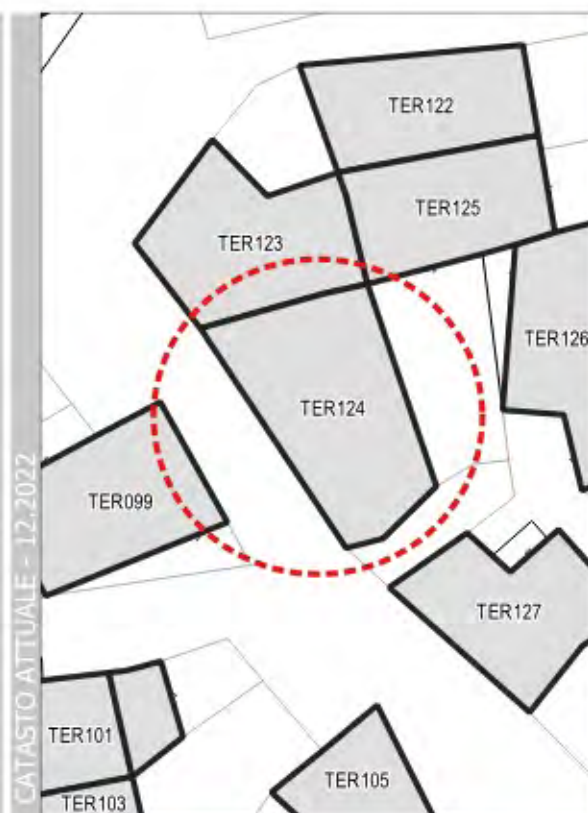 CATASTO ATTUALE - 12.2022
TER122
TER125
TER123
TER126
TER124
TER099
TER127
TER101
TER105
TER103